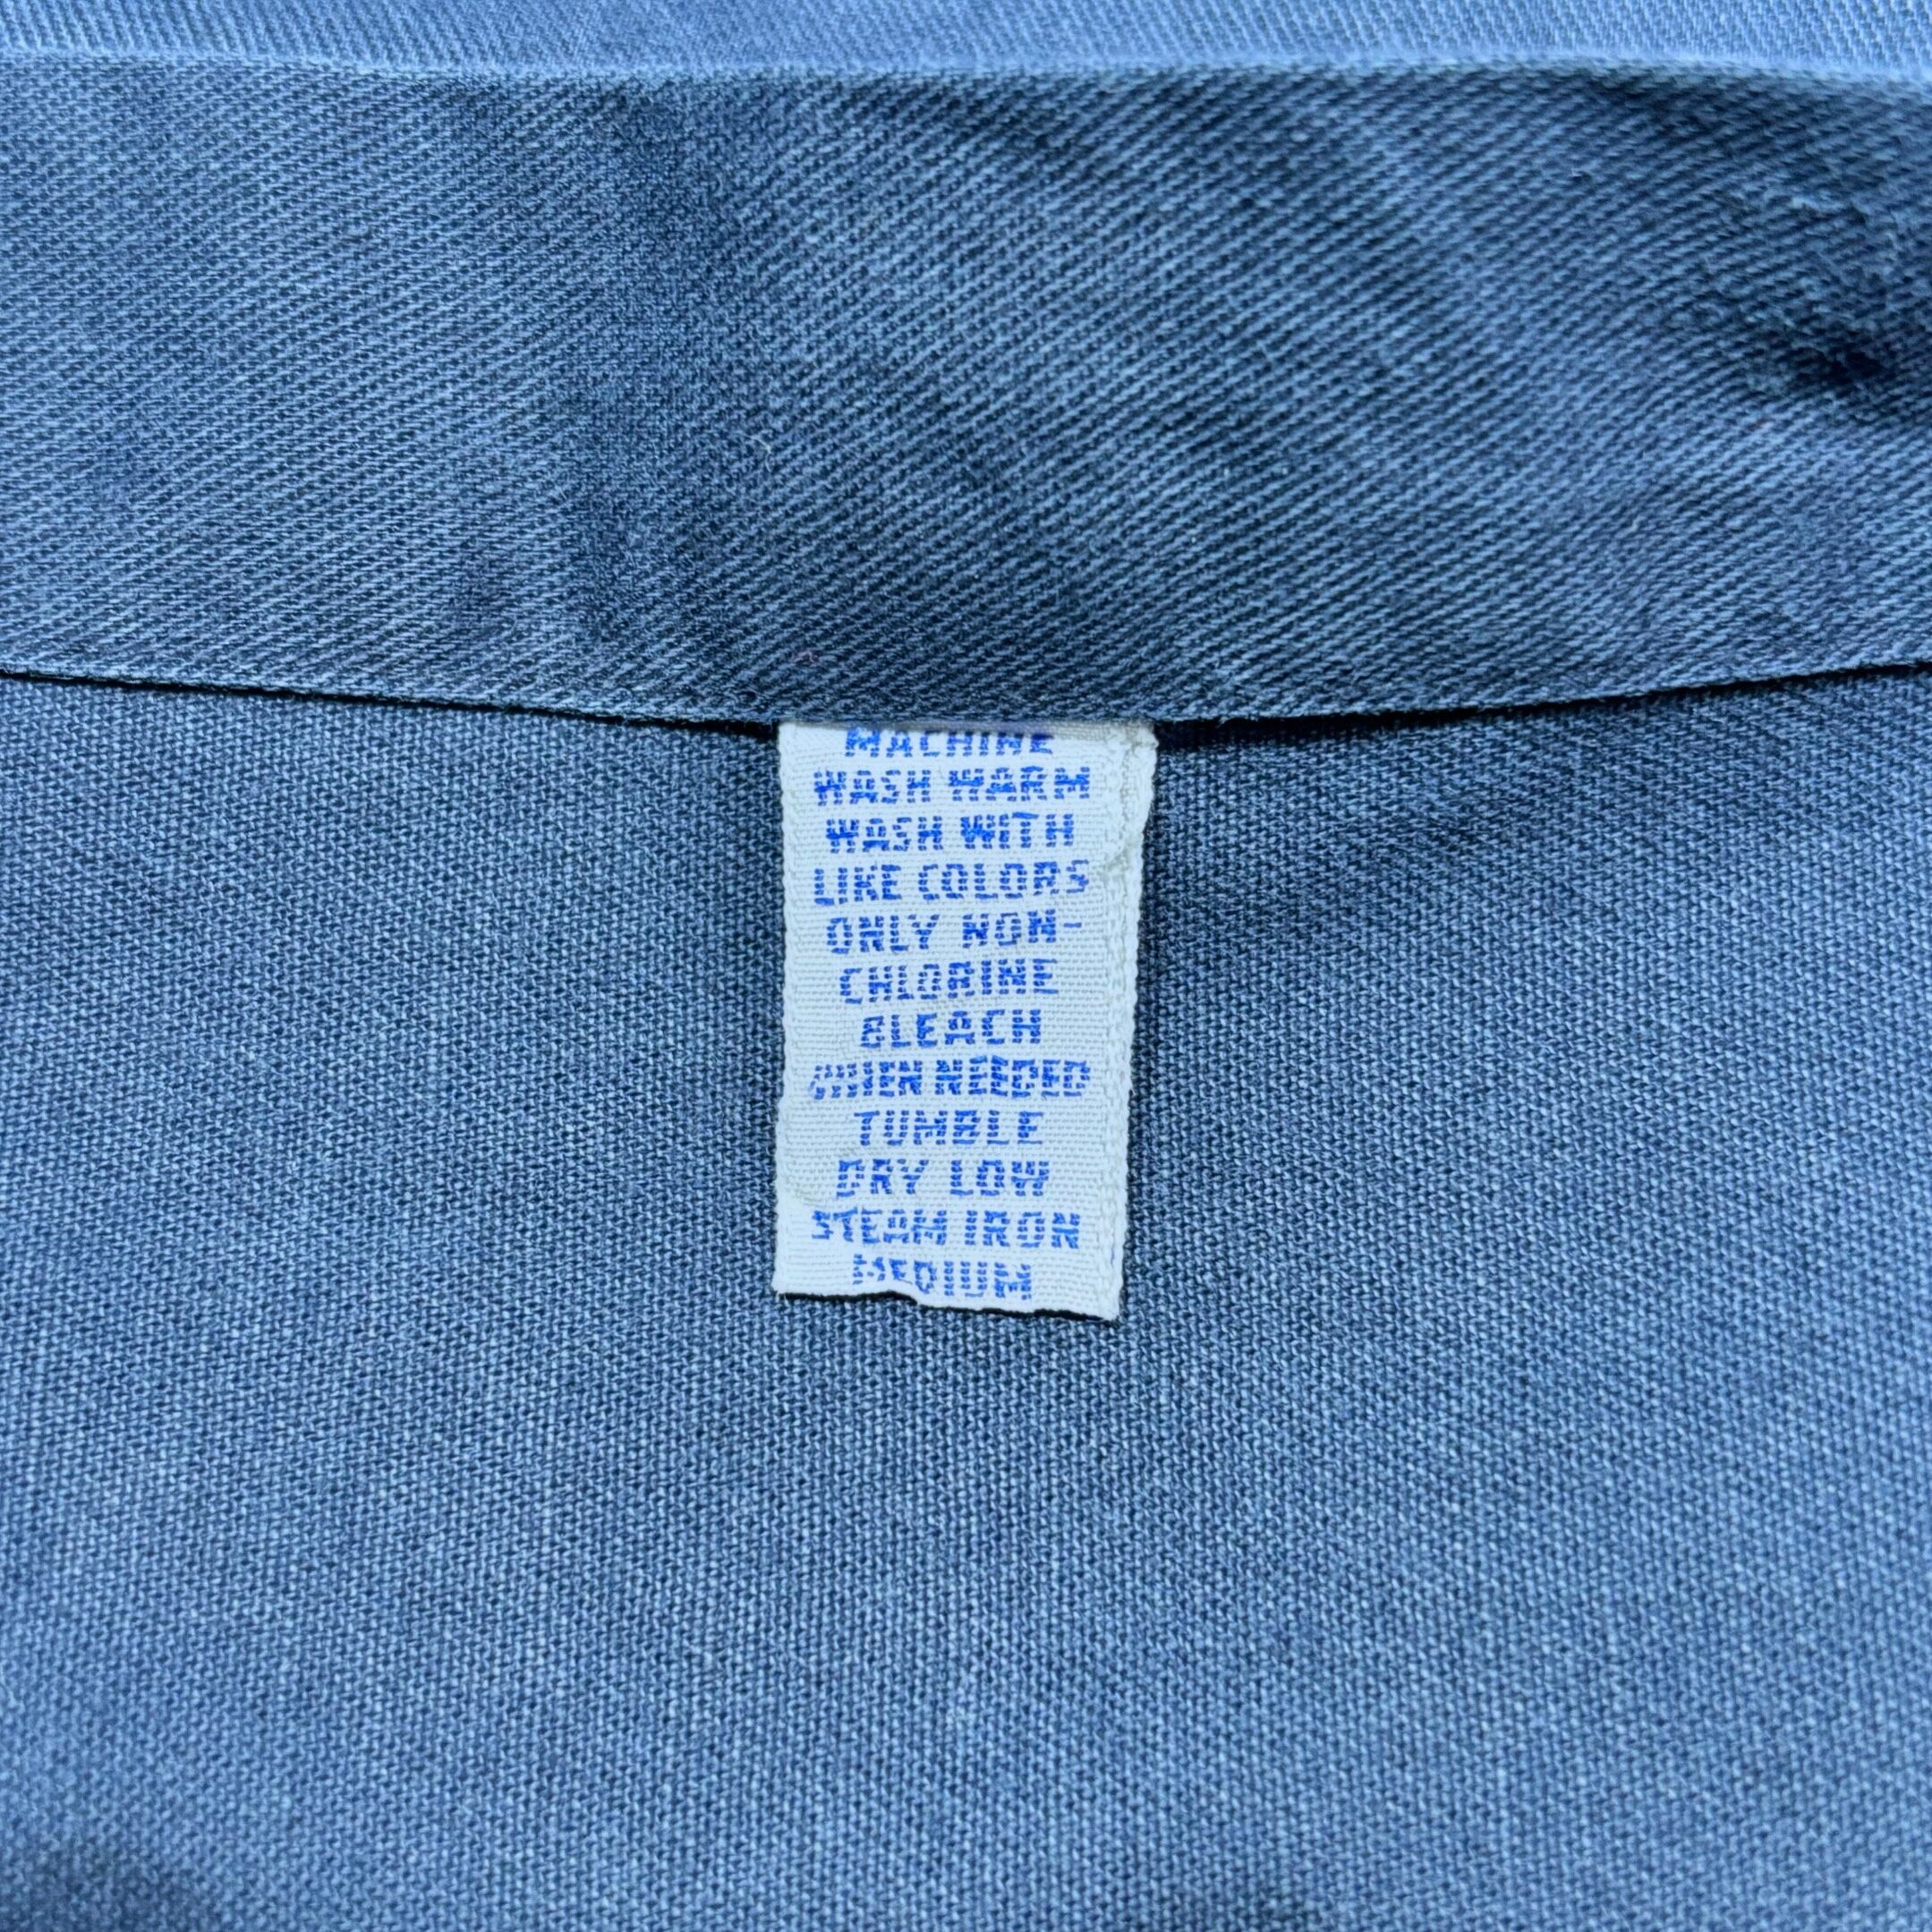 MACHINE
WASH WARM
WASH WITH
LIKE COLORS
ONLY NON-
CHLORINE
BLEACH
WHEN NEEDED
TUMBLE
DRY LOW
STEAM IRON
MEDIUM